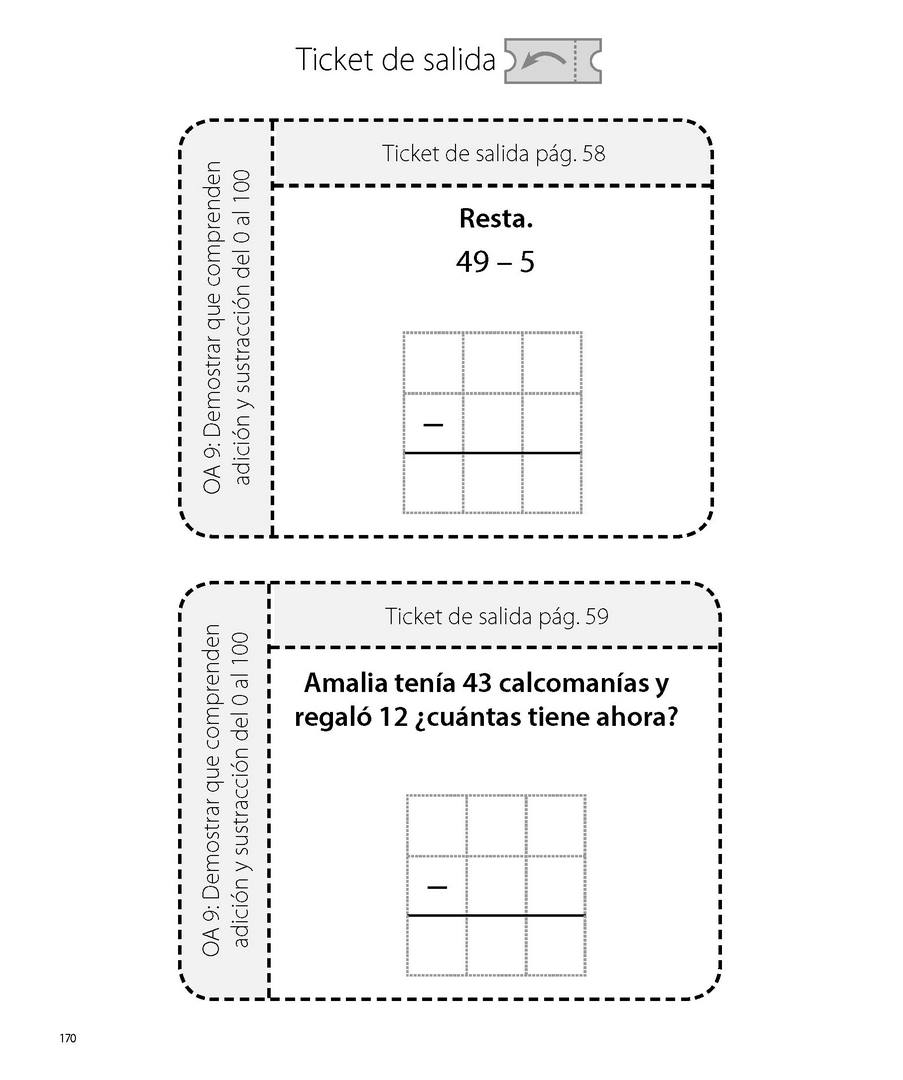 Ticket de salida
Ticket de salida pág. 58
OA 9: Demostrar que comprenden
adición y sustracción del 0 al 100
Resta.
49 – 5
–
Ticket de salida pág. 59
OA 9: Demostrar que comprenden
adición y sustracción del 0 al 100
Amalia tenía 43 calcomanías y
regaló 12 ¿cuántas tiene ahora?
–
170